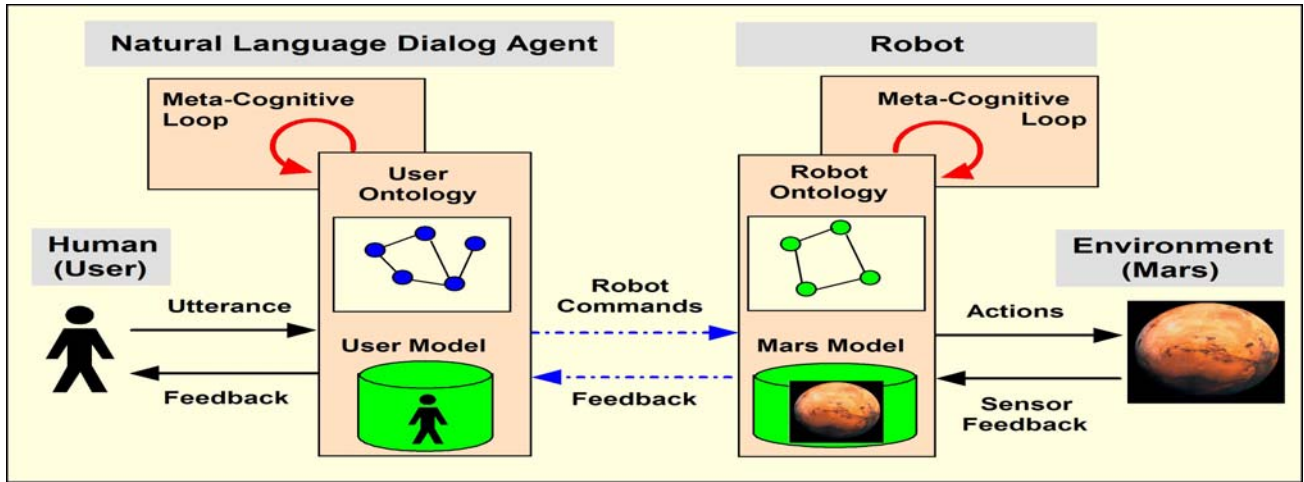 Natural Language Dialog Agent
Robot
Meta-Cognitive
Loop
Meta-Cognitive
Loop
User
Ontology
Robot
Ontology
Human
(User)
Environment
(Mars)
Utterance
Robot
Commands
Actions
User Model
Mars Model
Feedback
Feedback
Sensor
Feedback